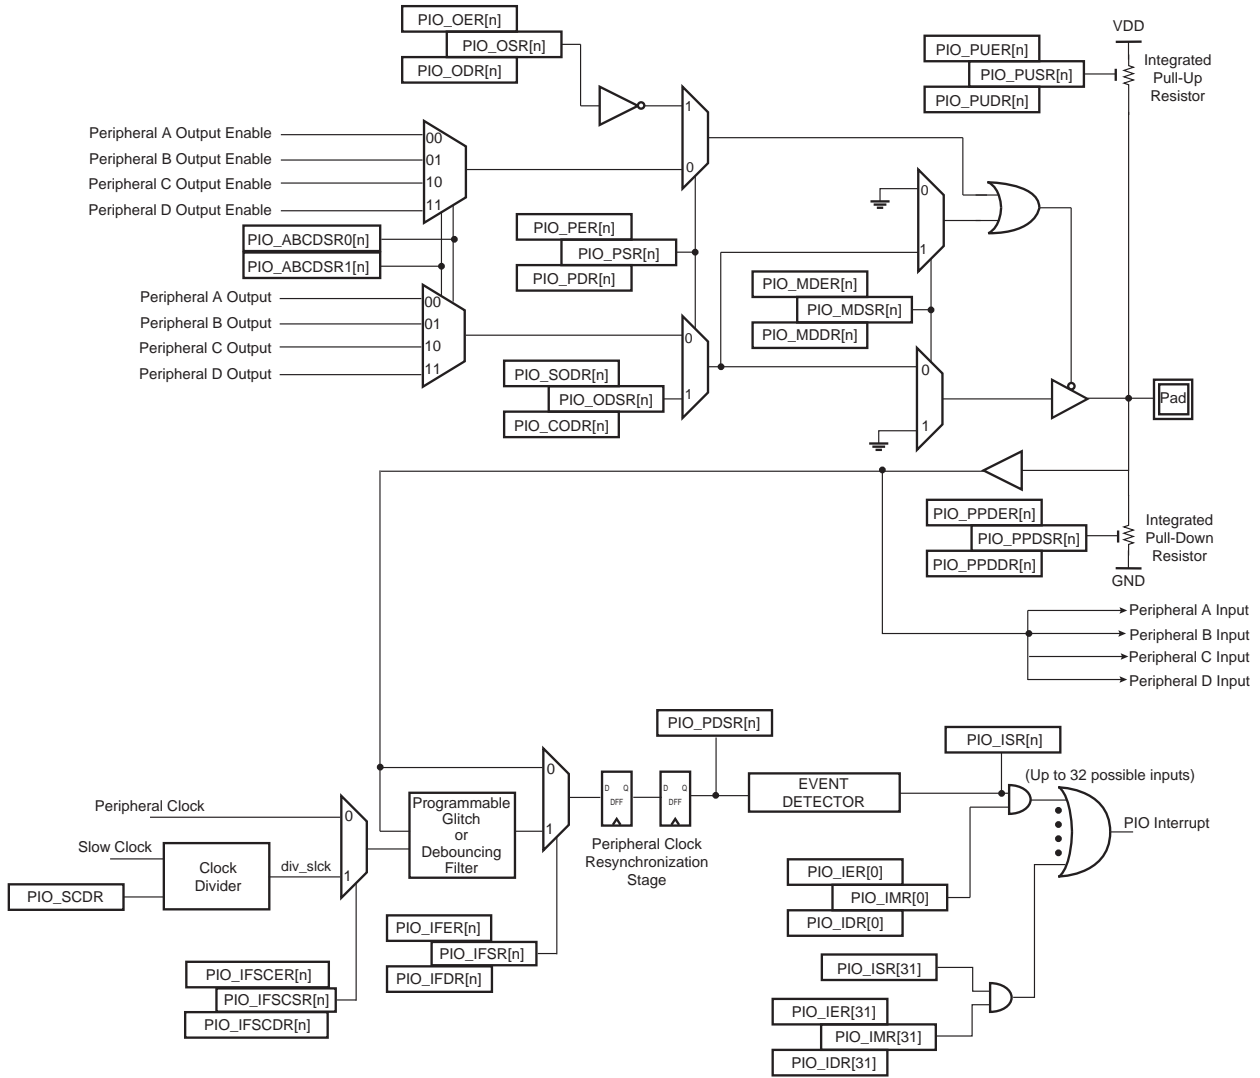 PIO_OER[n]
PIO_OSR[n]
PIO_ODR[n]
VDD
PIO_PUER[n]
PIO_PUSR[n]
PIO_PUDR[n]
Integrated
Pull-Up
Resistor
1
0
Peripheral A Output Enable
Peripheral B Output Enable
Peripheral C Output Enable
Peripheral D Output Enable
00
01
10
11
PIO_ABCDSR0[n]
PIO_ABCDSR1[n]
PIO_PER[n]
PIO_PSR[n]
PIO_PDR[n]
0
1
PIO_MDER[n]
PIO_MDSR[n]
PIO_MDDR[n]
Peripheral A Output
Peripheral B Output
Peripheral C Output
Peripheral D Output
00
01
10
11
0
1
PIO_SODR[n]
PIO_ODSR[n]
PIO_CODR[n]
0
1
Pad
PIO_PPDER[n]
PIO_PPDSR[n]
PIO_PPDDR[n]
Integrated
Pull-Down
Resistor
GND
Peripheral A Input
Peripheral B Input
Peripheral C Input
Peripheral D Input
PIO_PDSR[n]
PIO_ISR[n]
(Up to 32 possible inputs)
Peripheral Clock
Slow Clock
PIO_SCDR
Clock
Divider
div_slck
0
1
Programmable
Glitch
or
Debouncing
Filter
0
1
D Q
DFF
D Q
DFF
Peripheral Clock
Resynchronization
Stage
EVENT
DETECTOR
PIO Interrupt
PIO_IER[0]
PIO_IMR[0]
PIO_IDR[0]
PIO_IFER[n]
PIO_IFSR[n]
PIO_IFDR[n]
PIO_IFSCER[n]
PIO_IFSCSR[n]
PIO_IFSCDR[n]
PIO_ISR[31]
PIO_IER[31]
PIO_IMR[31]
PIO_IDR[31]